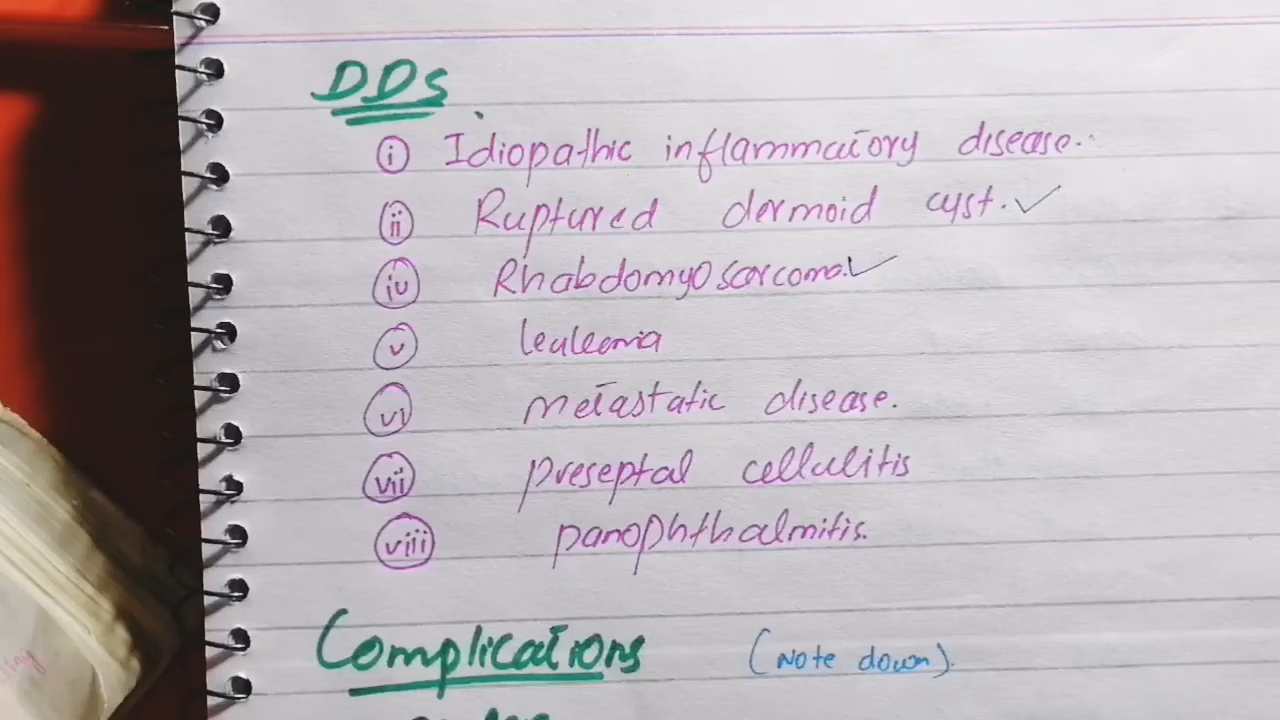 DDS
i Idiopathic inflammatory disease.
ii Ruptured dermoid cyst. ✓
iv Rhabdomyosarcoma. ✓
v leukemia
vi metastatic disease.
vii preseptal cellulitis
viii panophthalmitis.
Complications (Note down).